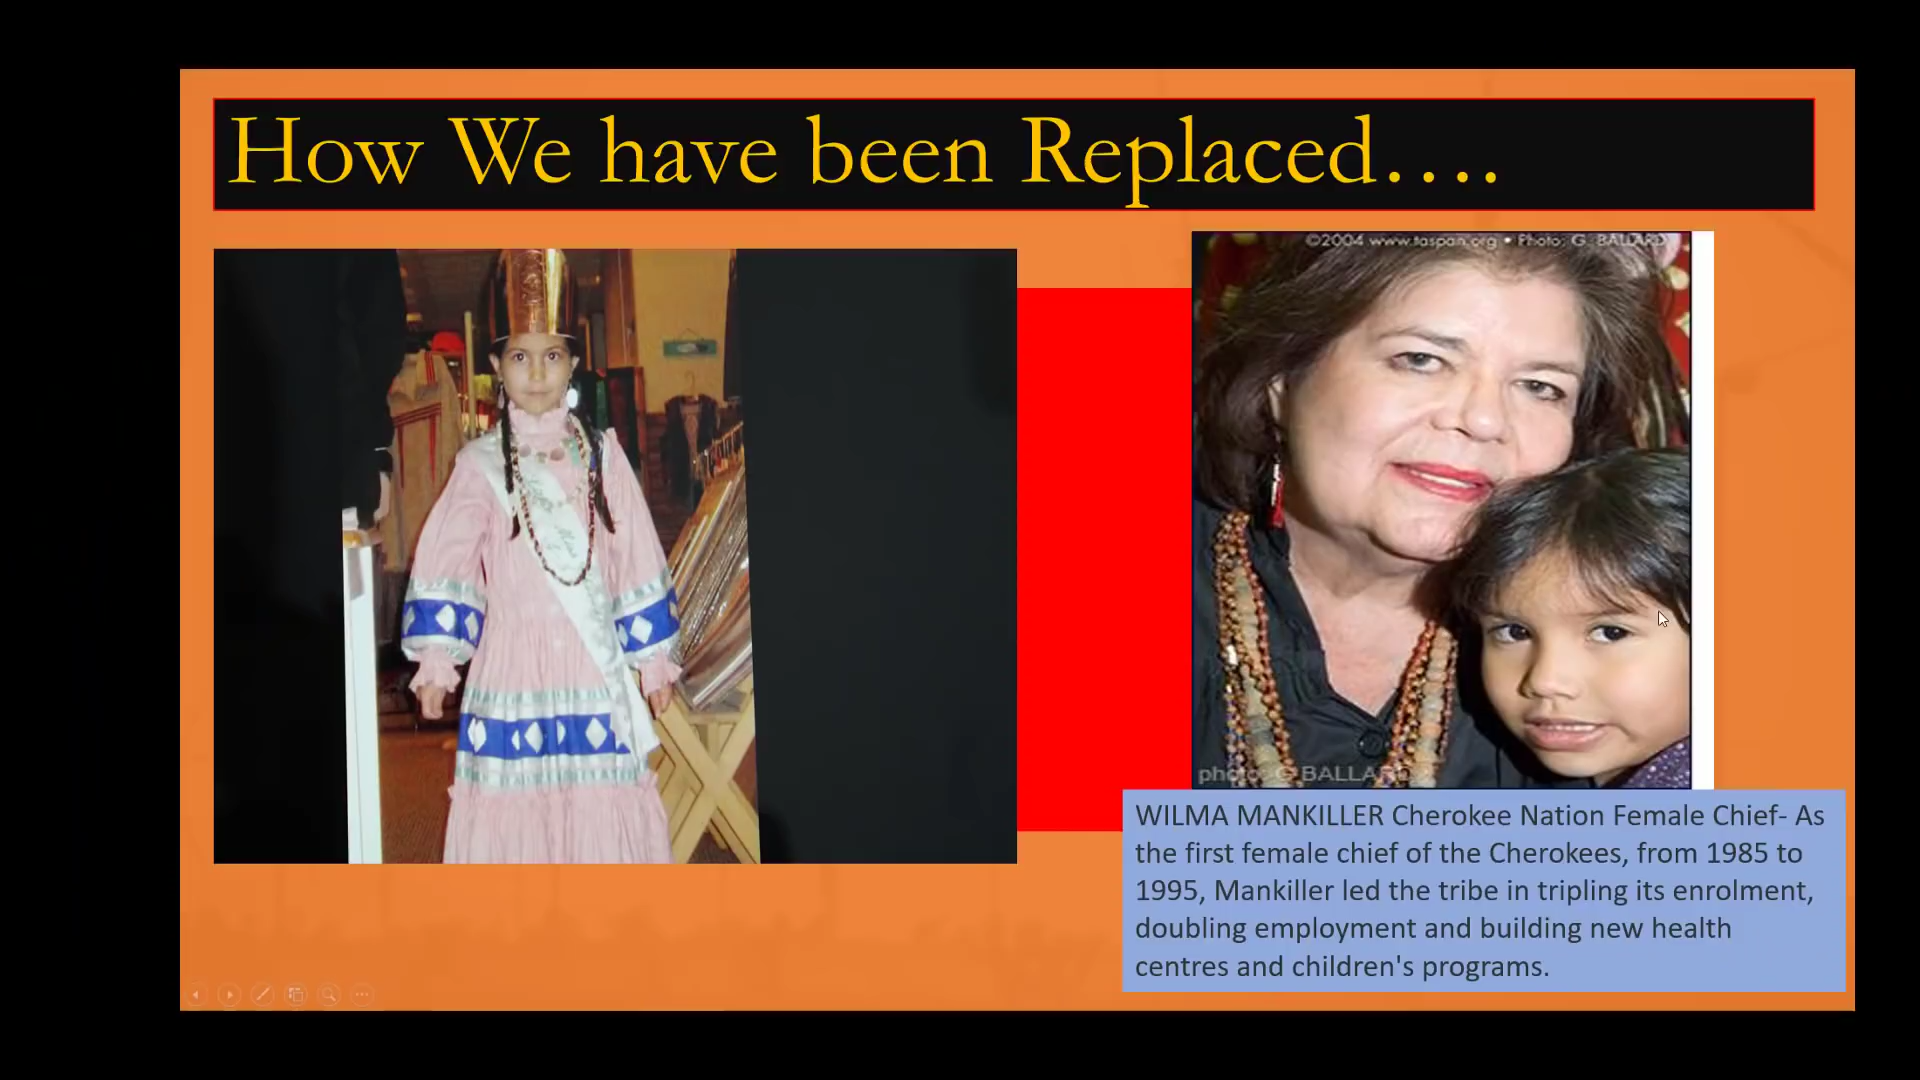 How We have been Replaced….
©2004 www.taspan.org • Photo: G. BALLARD
photo: G BALLARD
WILMA MANKILLER Cherokee Nation Female Chief- As
the first female chief of the Cherokees, from 1985 to
1995, Mankiller led the tribe in tripling its enrolment,
doubling employment and building new health
centres and children's programs.